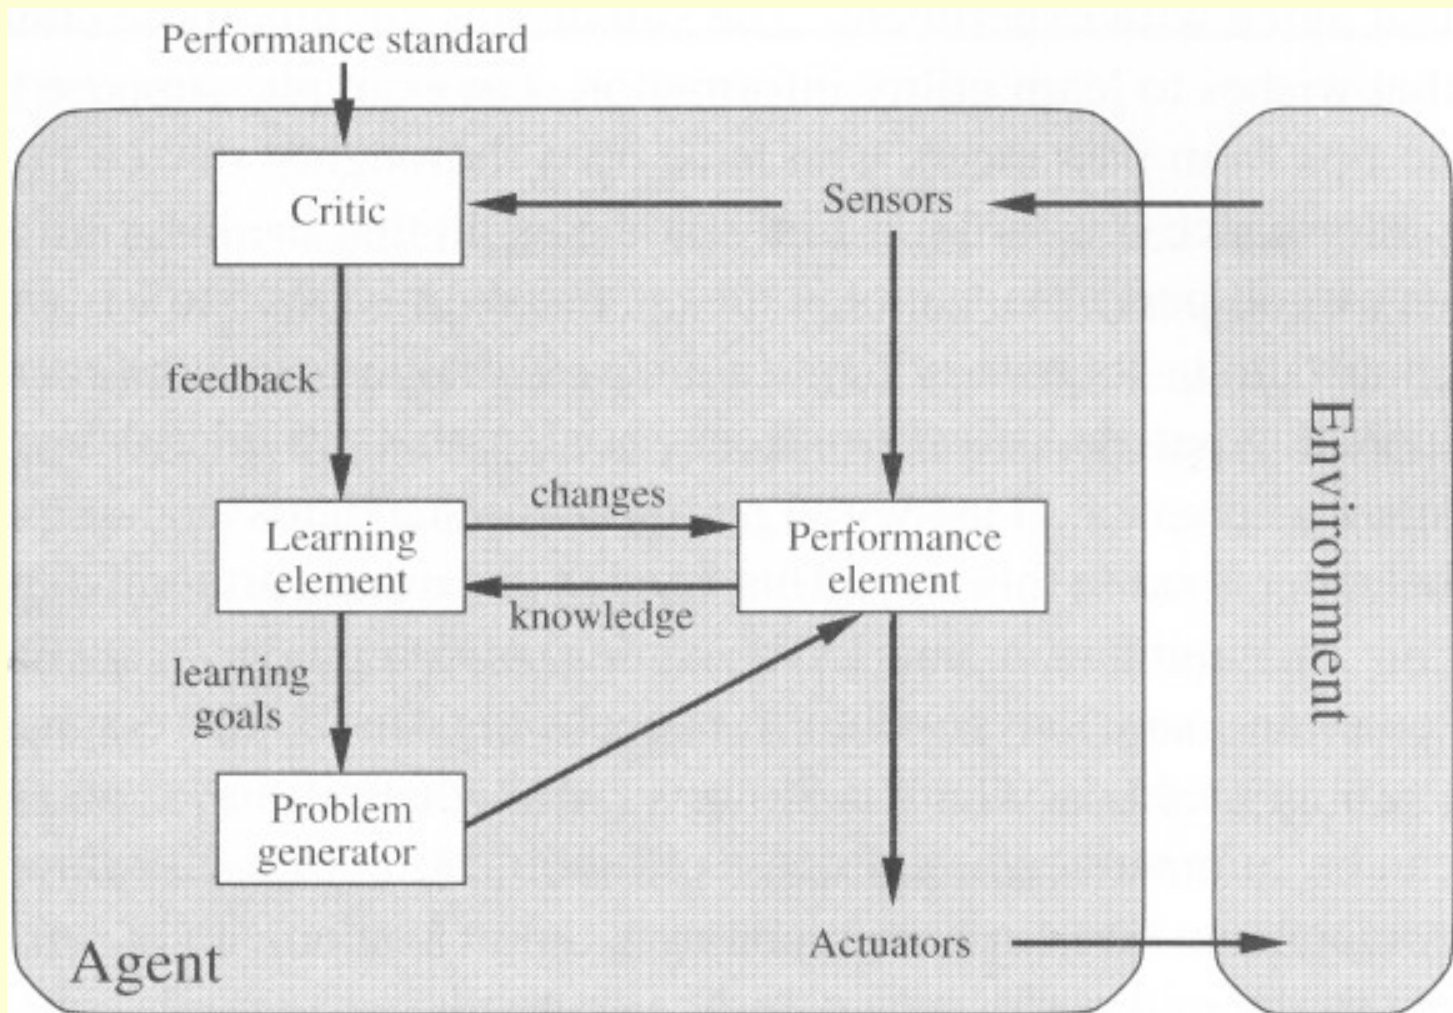 Performance standard
Critic
Sensors
feedback
changes
Learning
element
Performance
element
knowledge
learning
goals
Problem
generator
Actuators
Agent
Environment